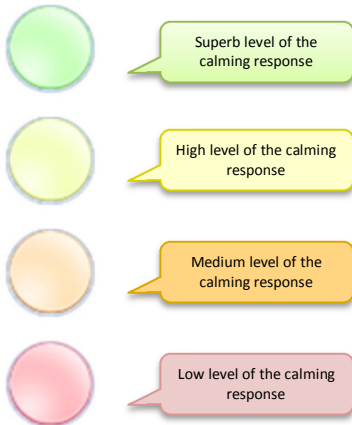 Superb level of the
calming response
High level of the calming
response
Medium level of the
calming response
Low level of the calming
response